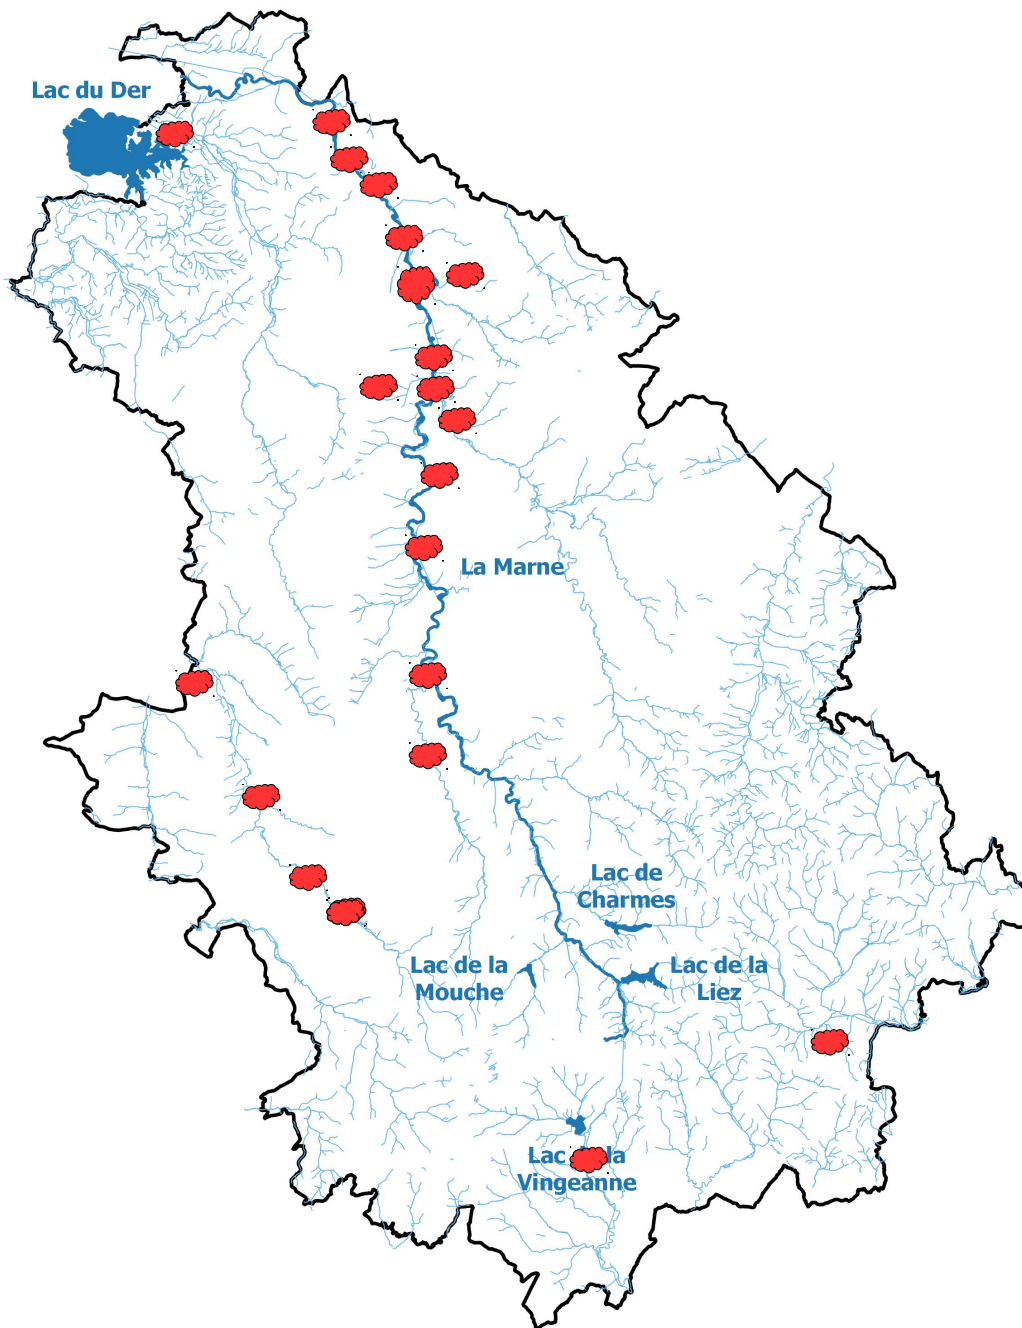 Lac du Der
La Marne
Lac de
Charmes
Lac de la
Mouche
Lac de la
Liez
Lac la
Vingeanne